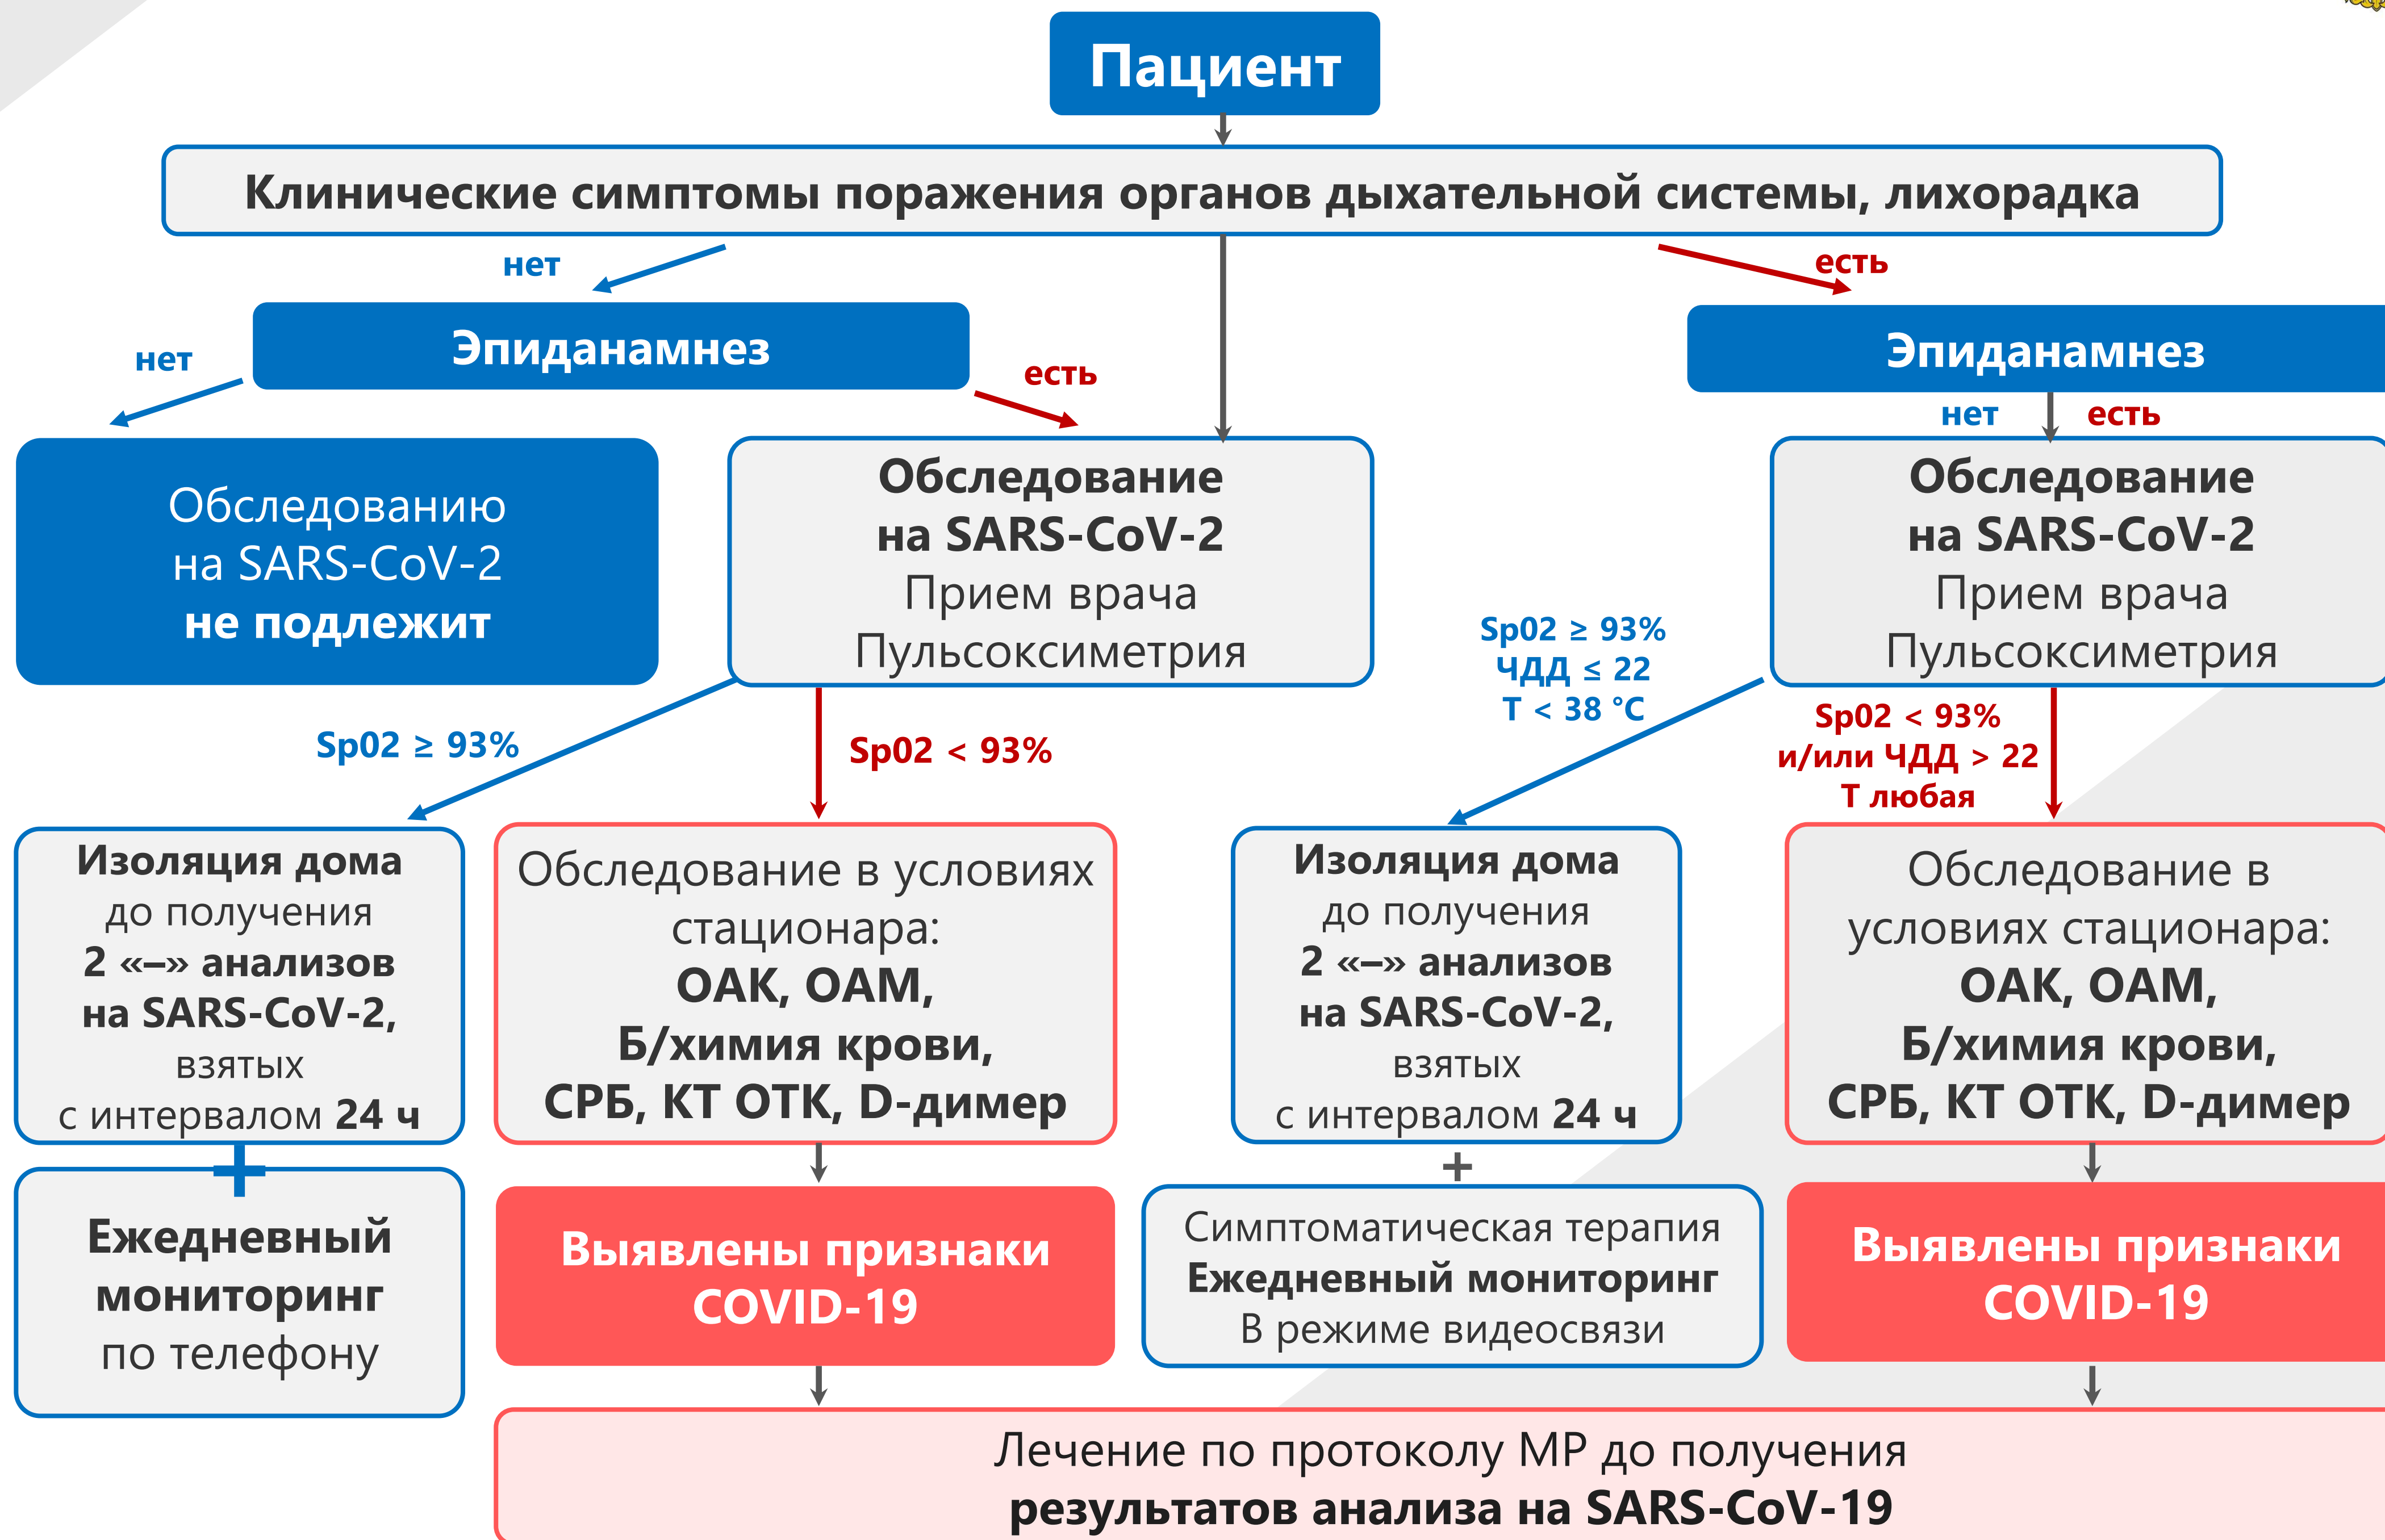 Пациент
Клинические симптомы поражения органов дыхательной системы, лихорадка
нет
есть
Эпиданамнез
Эпиданамнез
нет
есть
нет
есть
Обследованию
на SARS-CoV-2
не подлежит
Обследование
на SARS-CoV-2
Прием врача
Пульсоксиметрия
Обследование
на SARS-CoV-2
Прием врача
Пульсоксиметрия
Sp02 ≥ 93%
Sp02 < 93%
Sp02 ≥ 93%
ЧДД ≤ 22
T < 38 °C
Sp02 < 93%
и/или ЧДД > 22
Т любая
Изоляция дома
до получения
2 «–» анализов
на SARS-CoV-2,
взятых
с интервалом 24 ч
+
Ежедневный
мониторинг
по телефону
Обследование в условиях
стационара:
ОАК, ОАМ,
Б/химия крови,
СРБ, КТ ОТК, D-димер
Выявлены признаки
COVID-19
Изоляция дома
до получения
2 «–» анализов
на SARS-CoV-2,
взятых
с интервалом 24 ч
+
Симптоматическая терапия
Ежедневный мониторинг
В режиме видеосвязи
Обследование в
условиях стационара:
ОАК, ОАМ,
Б/химия крови,
СРБ, КТ ОТК, D-димер
Выявлены признаки
COVID-19
Лечение по протоколу МР до получения
результатов анализа на SARS-CoV-19